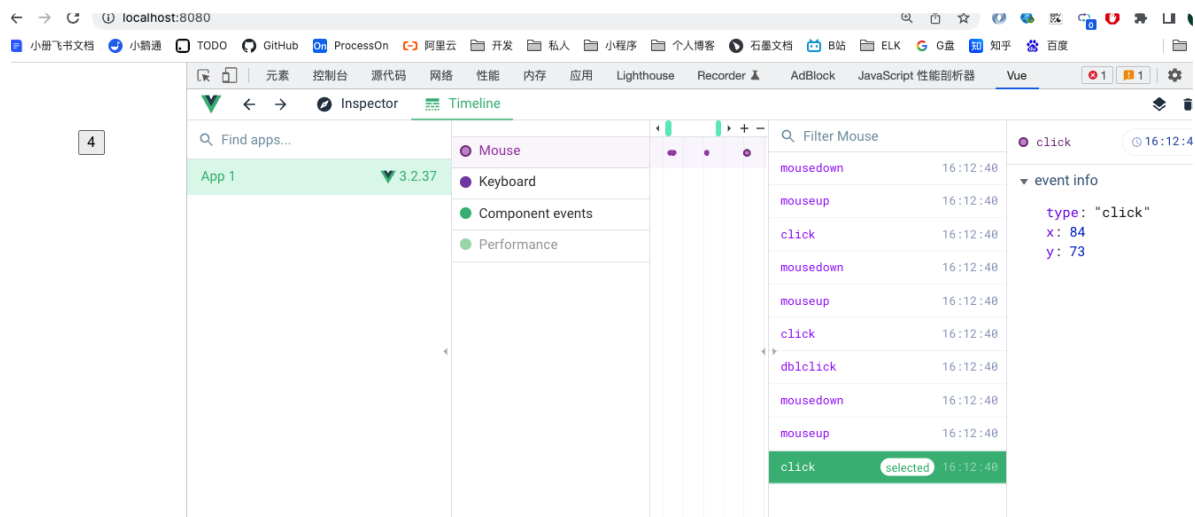 localhost:8080
小册飞书文档 小鹅通 TODO GitHub On ProcessOn 阿里云 开发 私人 小程序 个人博客 石墨文档 B站 ELK G G盘 知 知乎 百度
元素 控制台 源代码 网络 性能 内存 应用 Lighthouse Recorder AdBlock JavaScript 性能剖析器 Vue 1 1
Inspector Timeline
4
Find apps...
App 1 3.2.37
Mouse
Keyboard
Component events
Performance
Filter Mouse
mousedown 16:12:40
mouseup 16:12:40
click 16:12:40
mousedown 16:12:40
mouseup 16:12:40
click 16:12:40
dblclick 16:12:40
mousedown 16:12:40
mouseup 16:12:40
click selected 16:12:40
click 16:12:4
event info
type: "click"
x: 84
y: 73